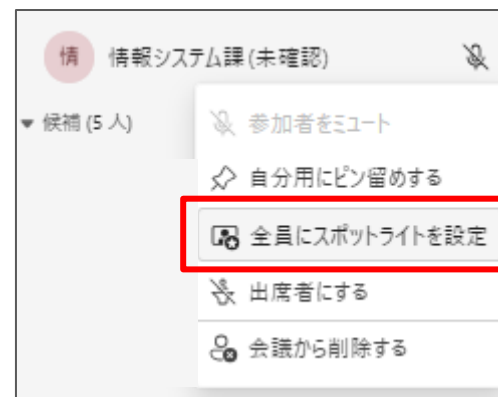 情 情報システム課(未確認)
候補 (5 人)
参加者をミュート
自分用にピン留めする
全員にスポットライトを設定
出席者にする
会議から削除する